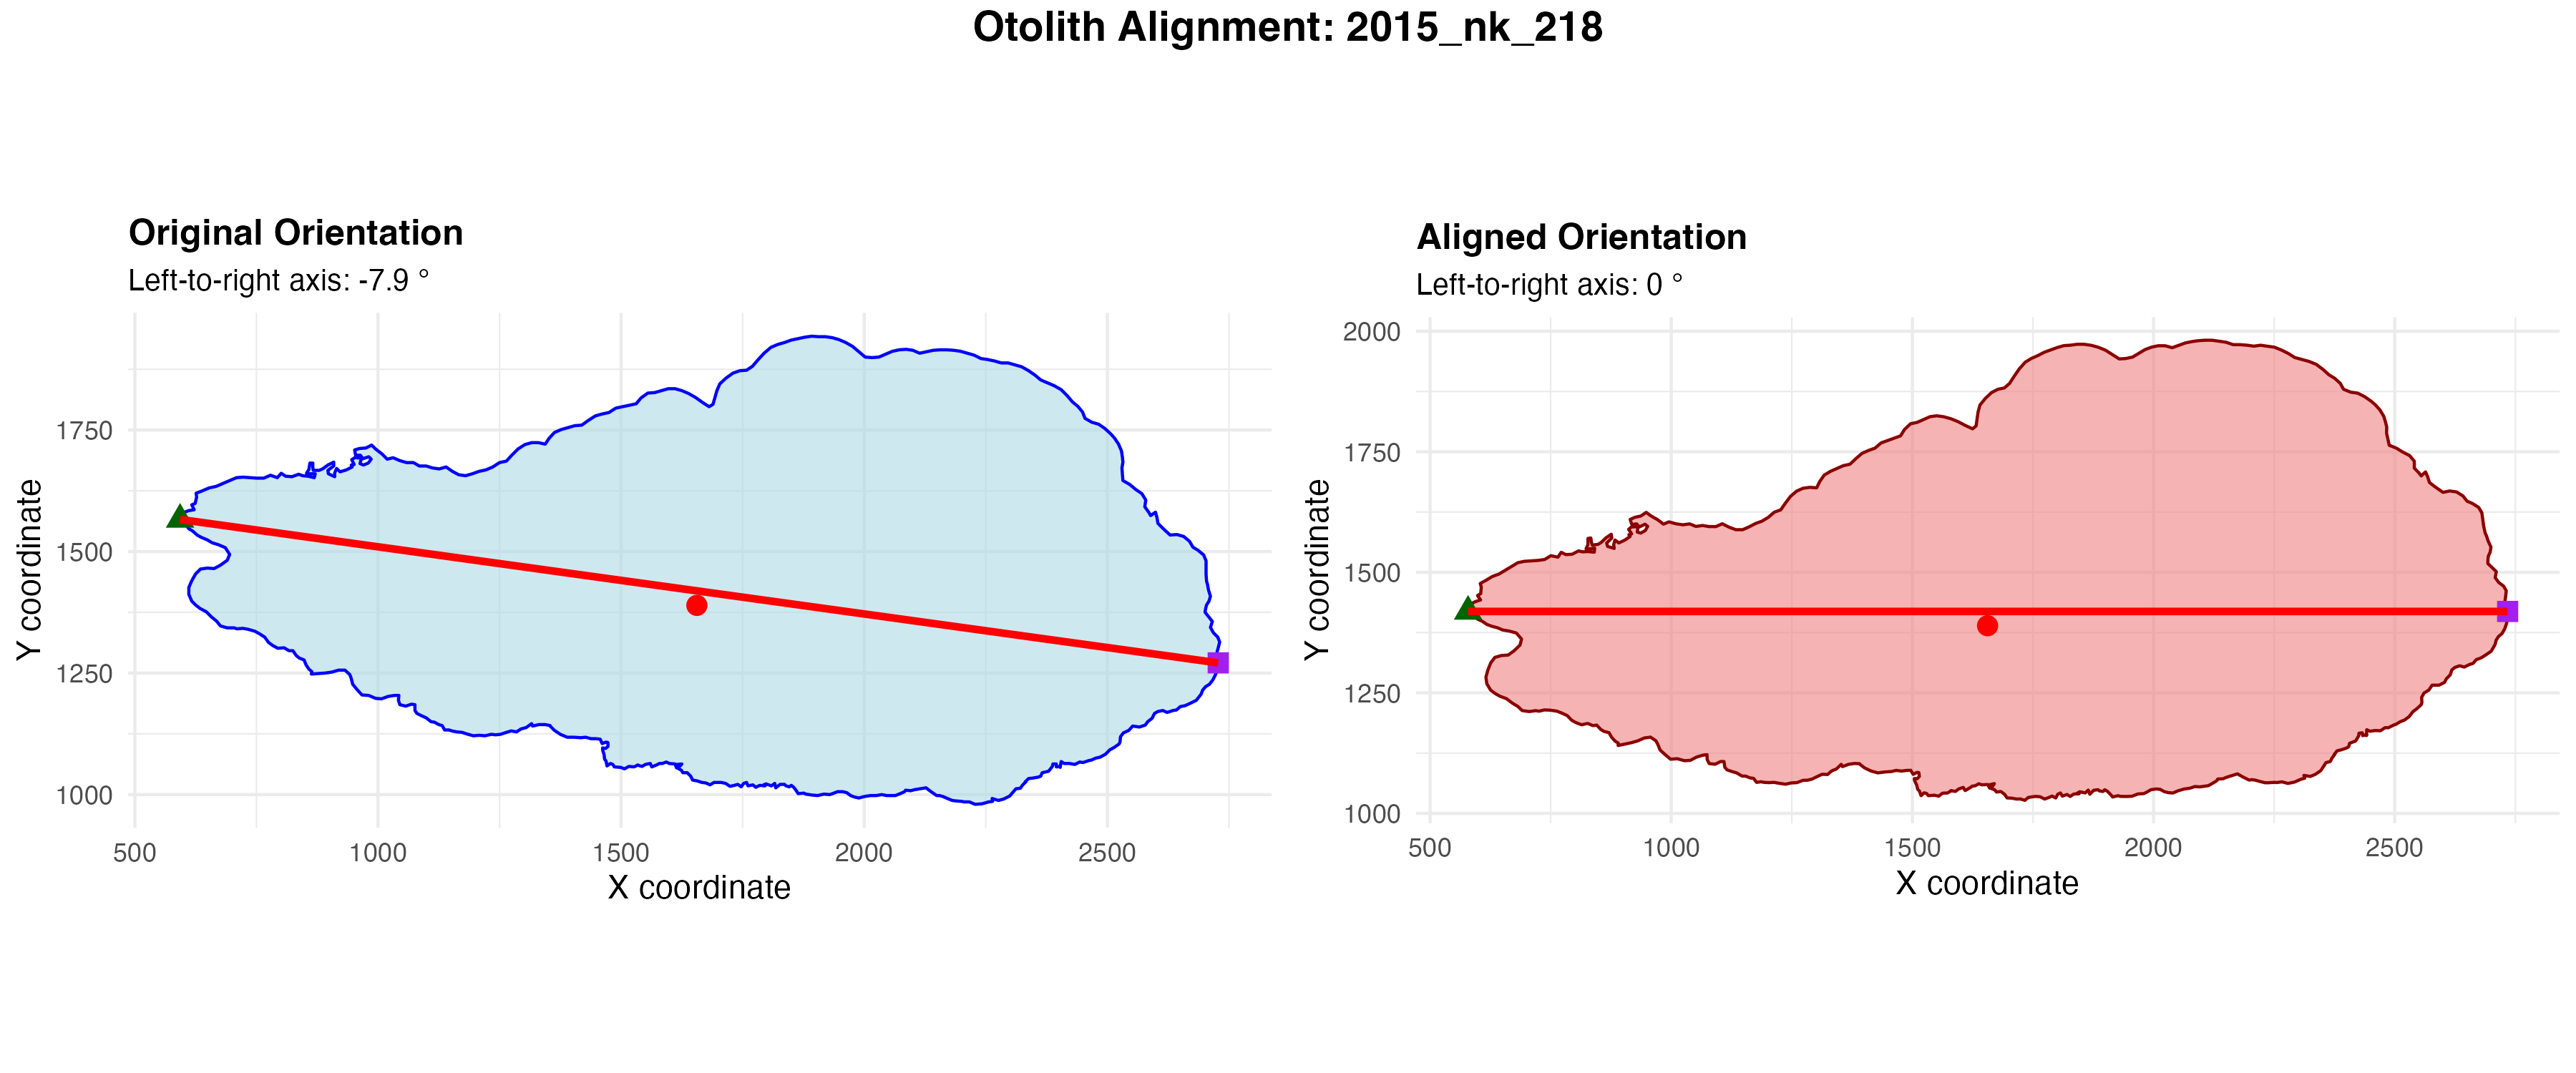 Otolith Alignment: 2015_nk_218
Original Orientation
Left-to-right axis: -7.9 °
Y coordinate
1750
1500
1250
1000
500 1000 1500 2000 2500
X coordinate
Aligned Orientation
Left-to-right axis: 0 °
Y coordinate
2000
1750
1500
1250
1000
500 1000 1500 2000 2500
X coordinate